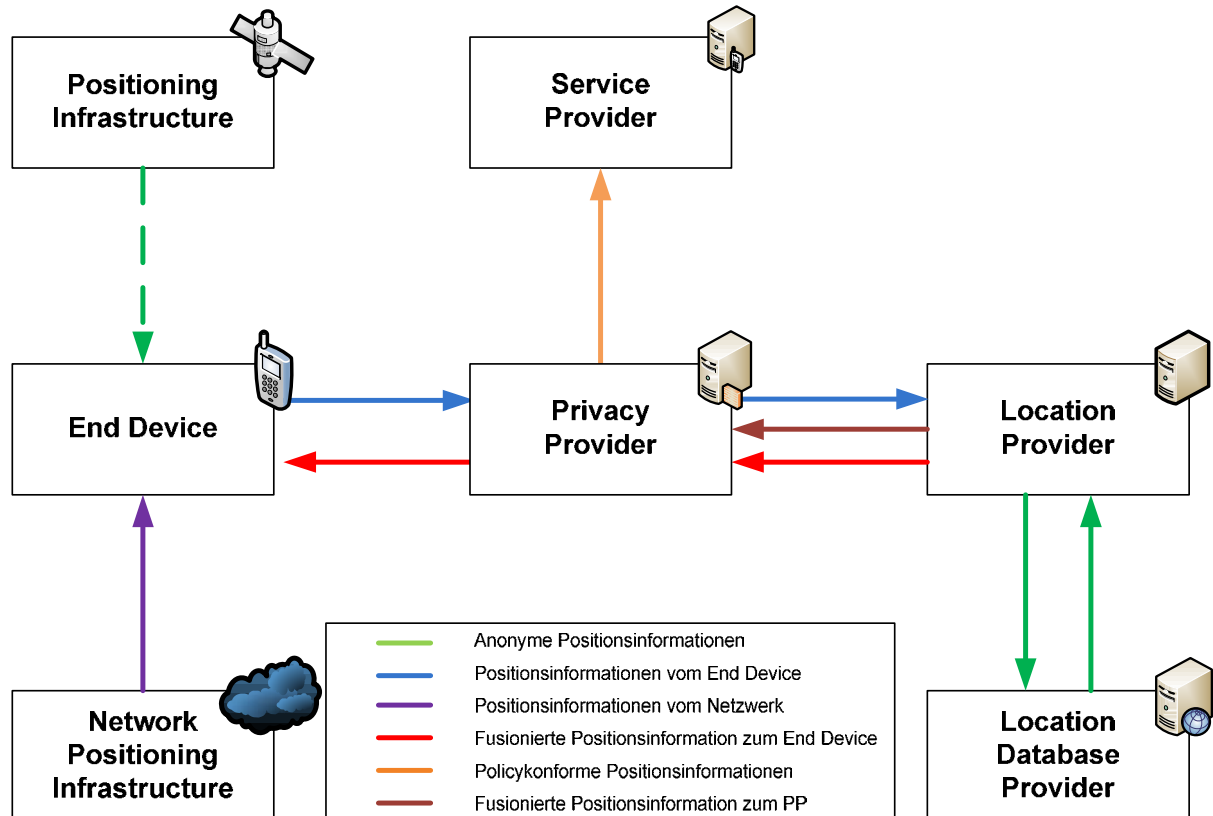 Positioning
Infrastructure
Service
Provider
End Device
Privacy
Provider
Location
Provider
Network
Positioning
Infrastructure
Anonyme Positionsinformationen
Positionsinformationen vom End Device
Positionsinformationen vom Netzwerk
Fusionierte Positionsinformation zum End Device
Policykonforme Positionsinformationen
Fusionierte Positionsinformation zum PP
Location
Database
Provider